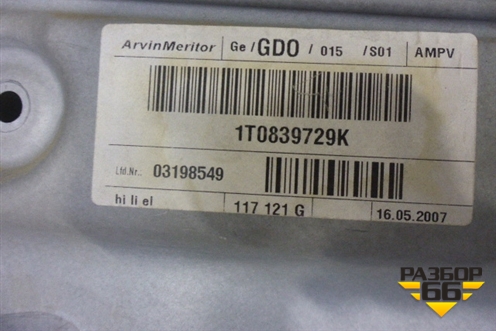 ArvinMeritor Ge/GDO/015 /S01 AMPV
1T0839729K
Lfd.Nr.: 03198549
hi li el 117 121 G 16.05.2007
РАЗБОР
66